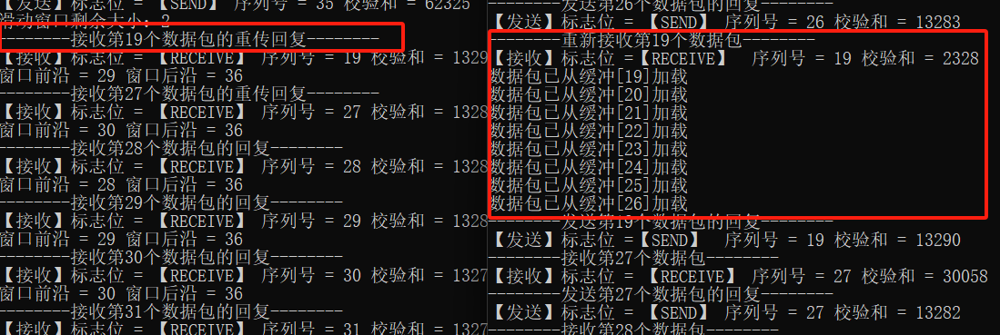 【发送】标志位 = 【SEND】 序列号 = 35 校验和 = 62325
滑动窗口剩余大小：2
--------接收第19个数据包的重传回复--------
【接收】标志位 = 【RECEIVE】 序列号 = 19 校验和 = 1329
窗口前沿 = 29 窗口后沿 = 36
--------接收第27个数据包的重传回复--------
【接收】标志位 = 【RECEIVE】 序列号 = 27 校验和 = 1328
窗口前沿 = 30 窗口后沿 = 36
--------接收第28个数据包的回复--------
【接收】标志位 = 【RECEIVE】 序列号 = 28 校验和 = 1328
窗口前沿 = 28 窗口后沿 = 36
--------接收第29个数据包的回复--------
【接收】标志位 = 【RECEIVE】 序列号 = 29 校验和 = 1328
窗口前沿 = 29 窗口后沿 = 36
--------接收第30个数据包的回复--------
【接收】标志位 = 【RECEIVE】 序列号 = 30 校验和 = 1327
窗口前沿 = 30 窗口后沿 = 36
--------接收第31个数据包的回复--------
【接收】标志位 = 【RECEIVE】 序列号 = 31 校验和 = 1327
--------发送第26个数据包的回复--------
【发送】标志位 =【SEND】 序列号 = 26 校验和 = 13283
--------重新接收第19个数据包--------
【接收】标志位 =【RECEIVE】 序列号 = 19 校验和 = 2328
数据包已从缓冲[19]加载
数据包已从缓冲[20]加载
数据包已从缓冲[21]加载
数据包已从缓冲[22]加载
数据包已从缓冲[23]加载
数据包已从缓冲[24]加载
数据包已从缓冲[25]加载
数据包已从缓冲[26]加载
--------发送第19个数据包的回复--------
【发送】标志位 =【SEND】 序列号 = 19 校验和 = 13290
--------接收第27个数据包--------
【接收】标志位 = 【RECEIVE】 序列号 = 27 校验和 = 30058
--------发送第27个数据包的回复--------
【发送】标志位 =【SEND】 序列号 = 27 校验和 = 13282
--------接收第28个数据包--------